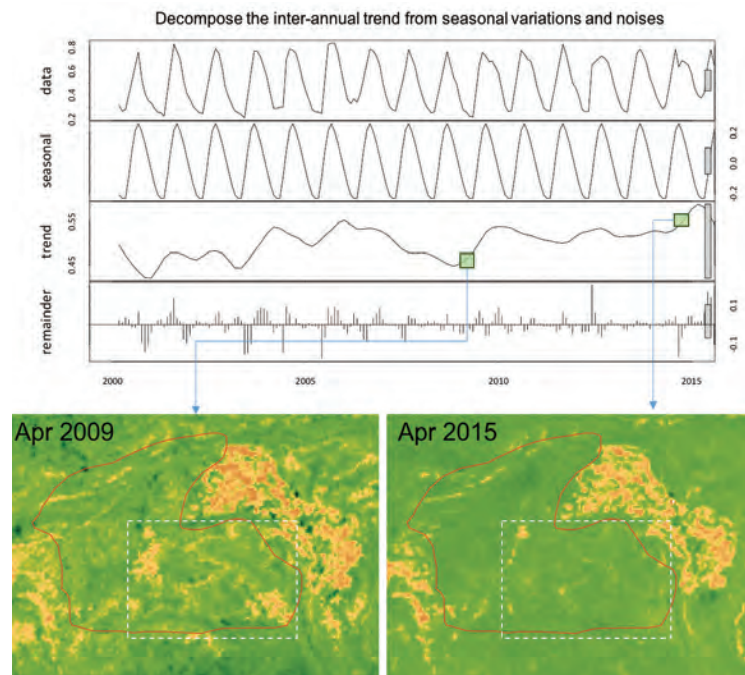 Decompose the inter-annual trend from seasonal variations and noises
data
0.8
0.6
0.4
0.2
seasonal
0.2
0.0
-0.2
trend
0.55
0.45
remainder
0.1
-0.1
2000 2005 2010 2015
Apr 2009
Apr 2015